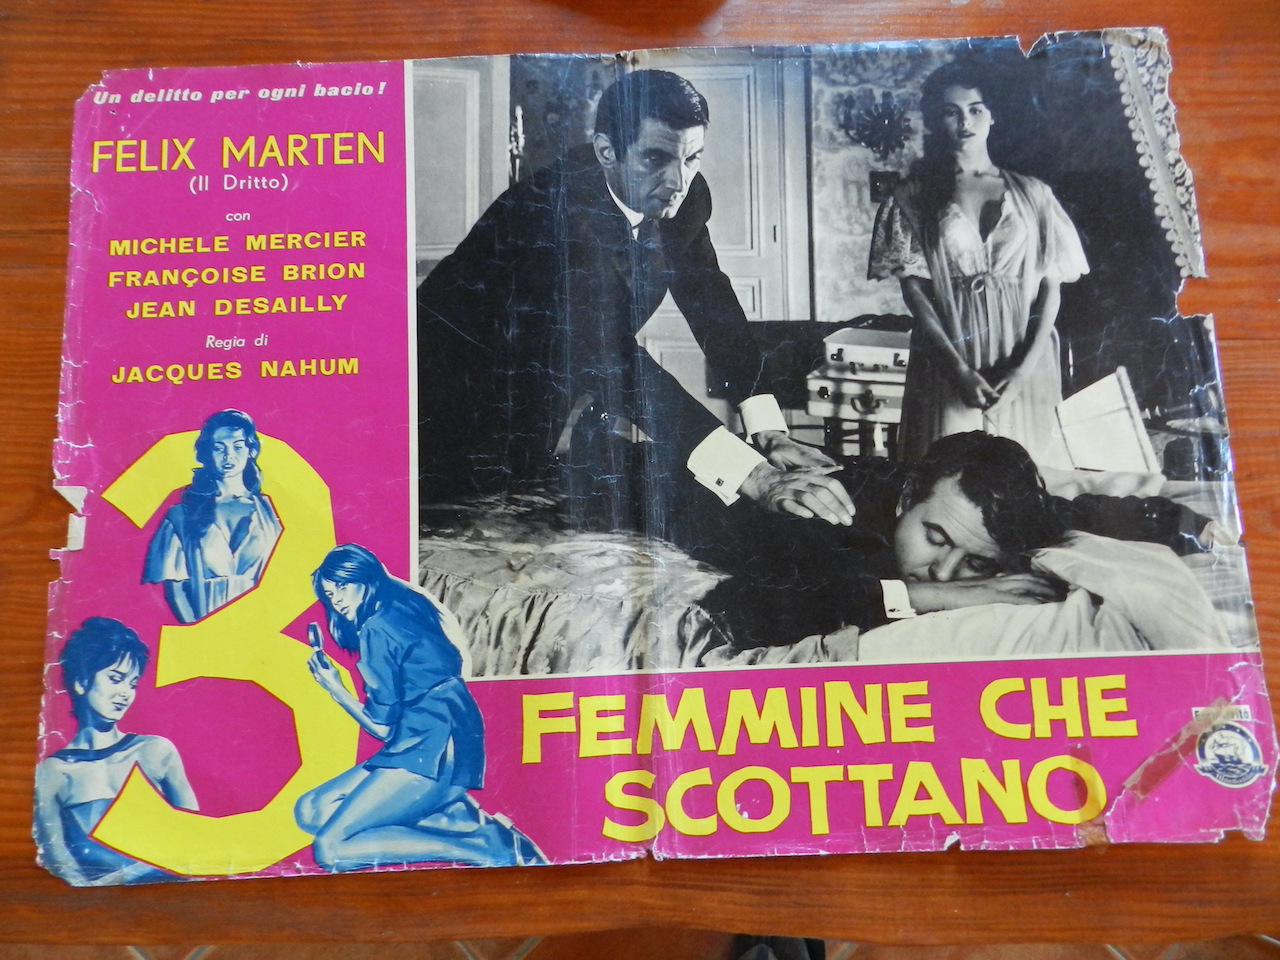 Un delitto per ogni bacio!
FELIX MARTEN
(Il Dritto)
con
MICHELE MERCIER
FRANÇOISE BRION
JEAN DESAILLY
Regia di
JACQUES NAHUM
3
FEMMINE CHE
SCOTTANO